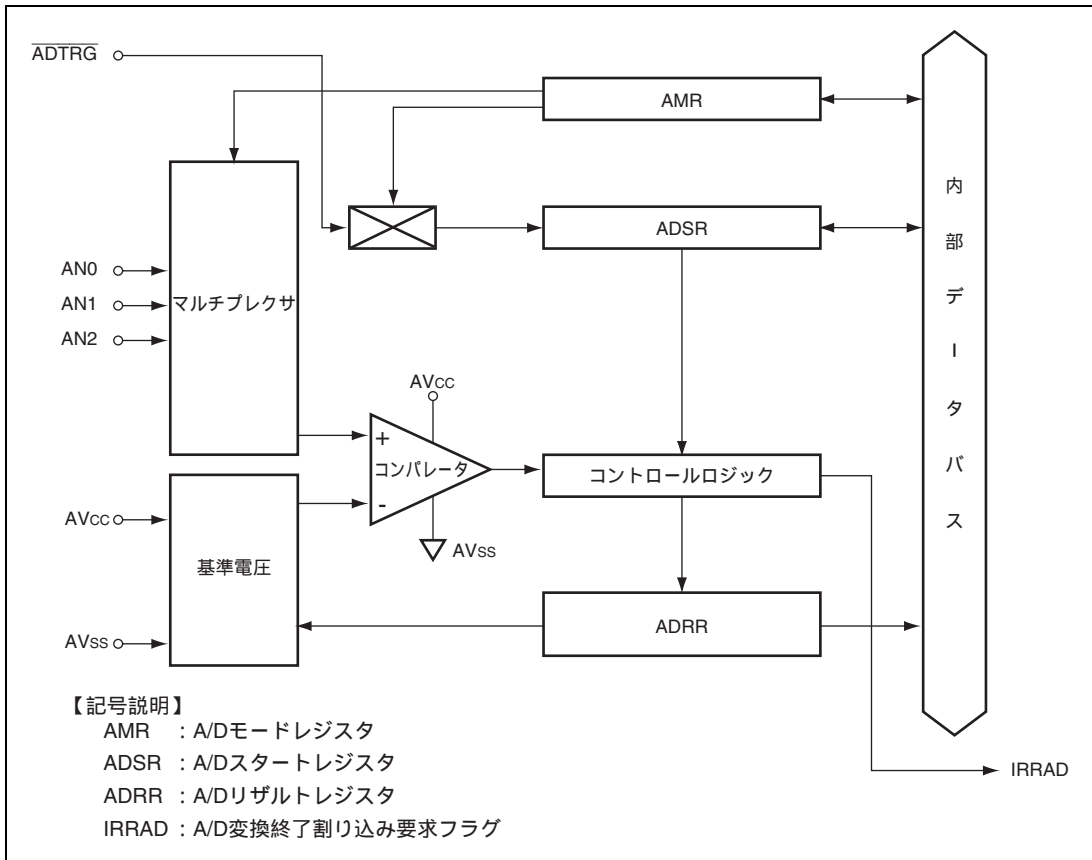 ADTRG
AMR
ADSR
内部データバス
AN0
AN1
AN2
マルチプレクサ
AVCC
+
コンパレータ
-
AVSS
コントロールロジック
AVCC
基準電圧
AVSS
ADRR
IRRAD
【記号説明】
AMR : A/Dモードレジスタ
ADSR : A/Dスタートレジスタ
ADRR : A/Dリザルトレジスタ
IRRAD : A/D変換終了割り込み要求フラグ